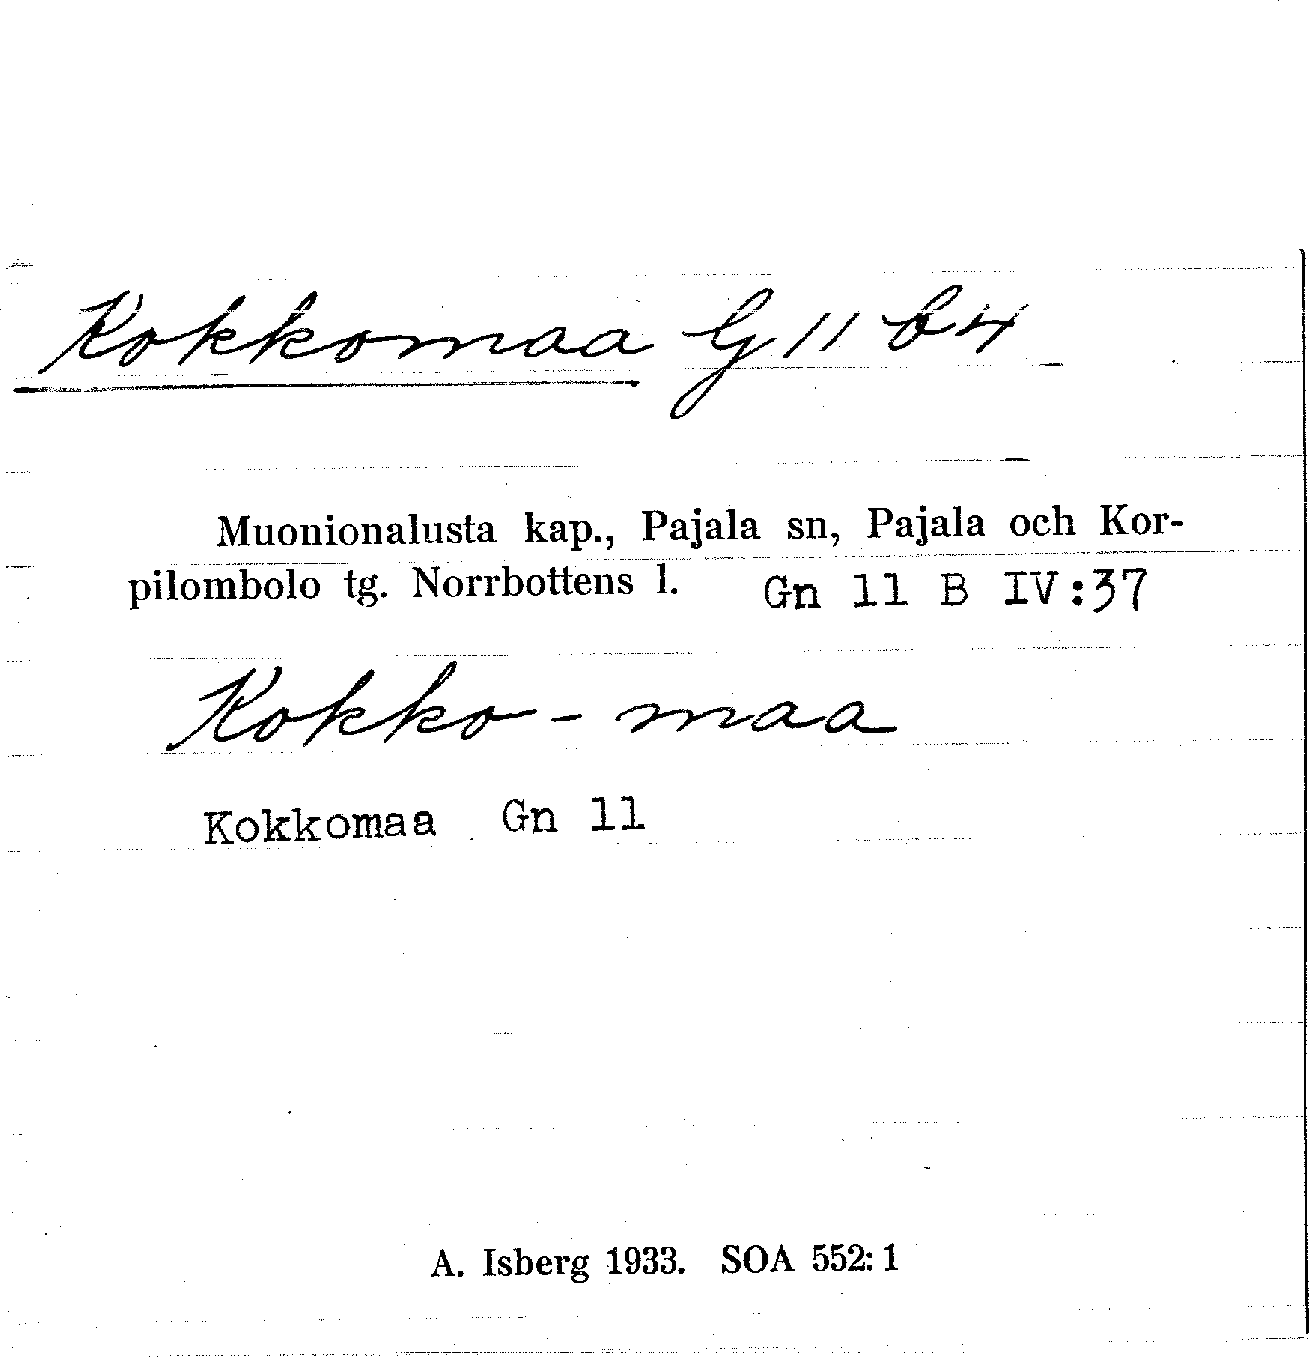 Kokkomaa G 11 b 4
Muonionalusta kap., Pajala sn, Pajala och Kor-
pilombolo tg. Norrbottens l. Gn 11 B IV:37
Kokko - maa
Kokkomaa Gn 11
A. Isberg 1933. SOA 552: 1